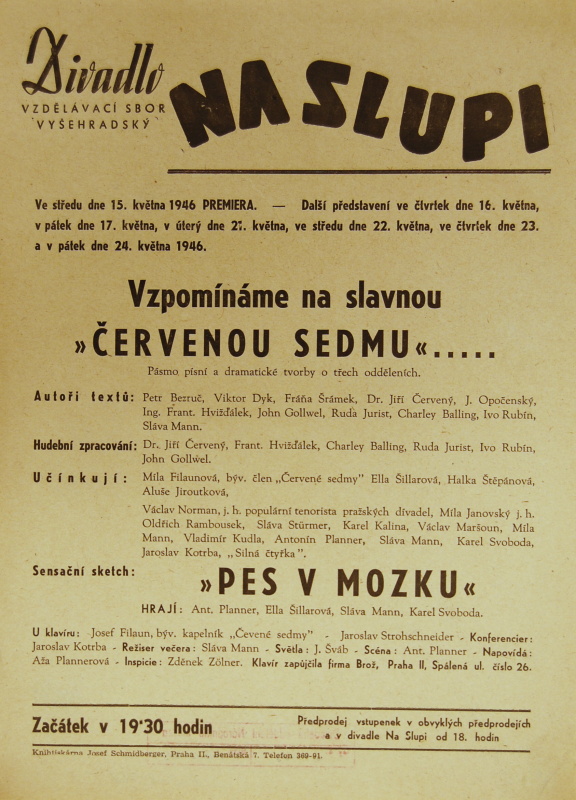 Divadlo
VZDĚLÁVACÍ SBOR
VYŠEHRADSKÝ
NA SLUPI
Ve středu dne 15. května 1946 PREMIERA. — Další představení ve čtvrtek dne 16. května,
v pátek dne 17. května, v úterý dne 21. května, ve středu dne 22. května, ve čtvrtek dne 23.
a v pátek dne 24. května 1946.
Vzpomínáme na slavnou
»ČERVENOU SEDMU«.....
Pásmo písní a dramatické tvorby o třech odděleních.
Autoři textů: Petr Bezruč, Viktor Dyk, Fráňa Šrámek, Dr. Jiří Červený, J. Opočenský,
Ing. Frant. Hvižďálek, John Gollwel, Ruda Jurist, Charley Balling, Ivo Rubín,
Sláva Mann.
Hudební zpracování: Dr. Jiří Červený, Frant. Hvižďálek, Charley Balling, Ruda Jurist, Ivo Rubín,
John Gollwel.
Účinkují: Míla Filaunová, býv. člen „Červené sedmy" Ella Šillarová, Halka Štěpánová,
Aluše Jiroutková,
Václav Norman, j. h. populární tenorista pražských divadel, Míla Janovský j. h.
Oldřich Rambousek, Sláva Stürmer, Karel Kalina, Václav Maršoun, Míla
Mann, Vladimír Kudla, Antonín Planner, Sláva Mann, Karel Svoboda,
Jaroslav Kotrba, „Silná čtyřka".
Sensační sketch: »PES V MOZKU«
HRAJÍ: Ant. Planner, Ella Šillarová, Sláva Mann, Karel Svoboda.
U klavíru: Josef Filaun, býv. kapelník „Čevené sedmy" - Jaroslav Strohschneider - Konferencier:
Jaroslav Kotrba - Režiser večera: Sláva Mann - Světla: J. Šváb - Scéna: Ant. Planner - Napovídá:
Aža Plannerová - Inspicie: Zděnek Zölner. Klavír zapůjčila firma Brož, Praha II, Spálená ul. číslo 26.
Začátek v 19·30 hodin
Předprodej vstupenek v obvyklých předprodejích
a v divadle Na Slupi od 18. hodin
Knihtiskárna Josef Schmidberger, Praha II., Benátská 7. Telefon 369-91.